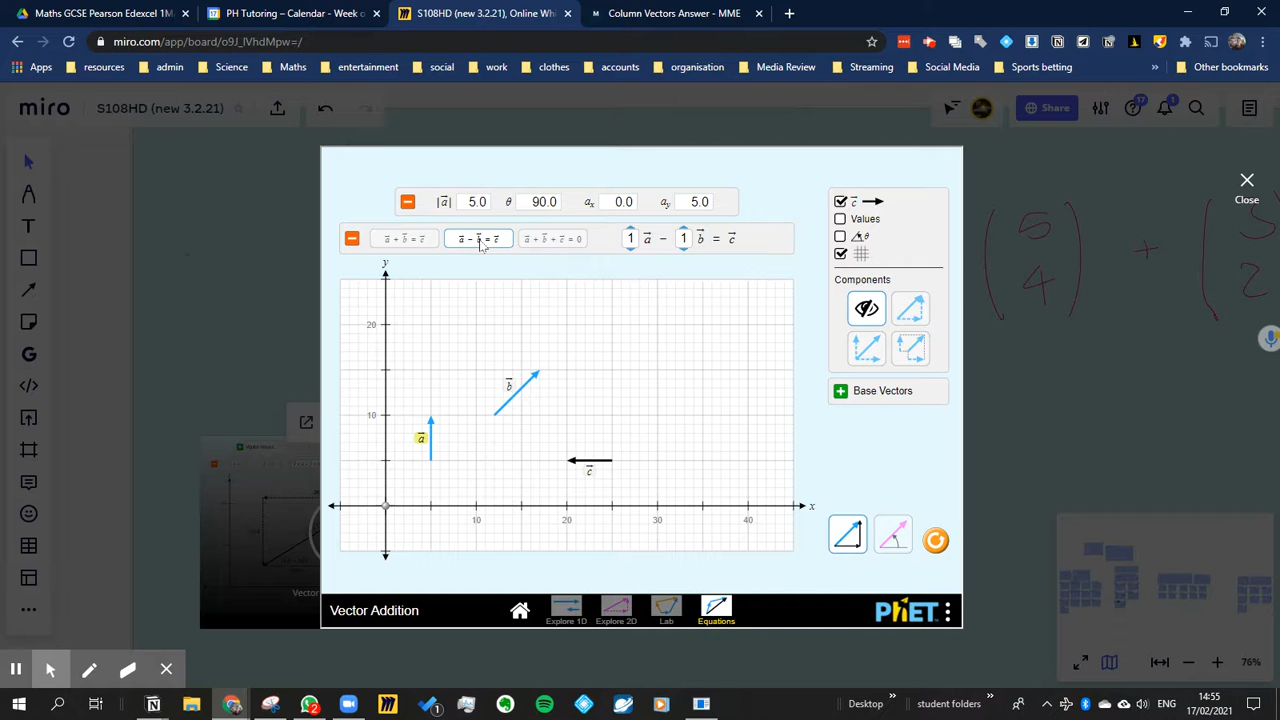 Maths GCSE Pearson Edexcel 1M
PH Tutoring – Calendar - Week o
S108HD (new 3.2.21), Online Wh
Column Vectors Answer - MME
miro.com/app/board/o9J_lVhdMpw=/
Apps
resources
admin
Science
Maths
entertainment
social
work
clothes
accounts
organisation
Media Review
Streaming
Social Media
Sports betting
Other bookmarks
miro
S108HD (new 3.2.21)
Share
17
Close
|a⃗| 5.0 θ 90.0 aₓ 0.0 a_y 5.0
a⃗ + b⃗ = c⃗
a⃗ − b⃗ = c⃗
a⃗ + b⃗ + c⃗ = 0
1 a⃗ − 1 b⃗ = c⃗
c⃗
Values
θ
Components
Base Vectors
y
20
10
b⃗
a⃗
c⃗
x
10 20 30 40
(5 4) + (3 2
Vector Addition
Explore 1D
Explore 2D
Lab
Equations
PhET
76%
Desktop
student folders
14:55
17/02/2021